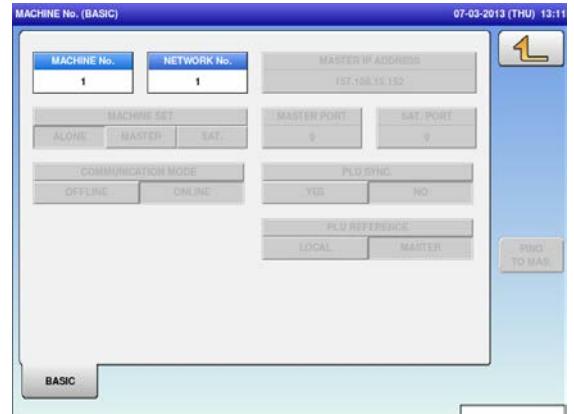 MACHINE No. (BASIC) 07-03-2013 (THU) 13:11
MACHINE No. NETWORK No. MASTER IP ADDRESS
1 1 157.108.15.152
MACHINE SET MASTER PORT SAT. PORT
ALONE MASTER SAT. 0 0
COMMUNICATION MODE PLU SYNC.
OFFLINE ONLINE YES NO
PLU REFERENCE
LOCAL MASTER PING
TO MAS.
BASIC